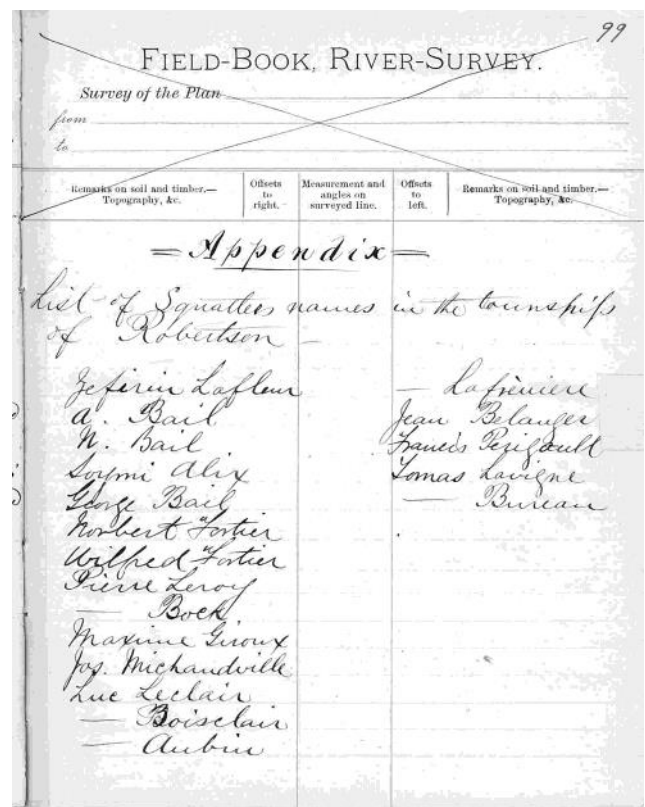 99
FIELD-BOOK, RIVER-SURVEY.
Survey of the Plan
from
to
Remarks on soil and timber.—
Topography, &c.
Offsets
to
right.
Measurement and
angles on
surveyed line.
Offsets
to
left.
Remarks on soil and timber.—
Topography, &c.
= Appendix =
List of Squatters names in the townships
of Robertson —
Zefirin Lafleur
A. Bail
N. Bail
Alix
George Bail
Norbert Fortier
Wilfred Fortier
Pierre Leroy
— Bock
Maxime Giroux
Jos. Michaudville
Luc Leclair
— Boisclair
— Aubin
— Lafrèniere
Jean Belanger
Francis Perigault
Tomas Lavigne
— Bureau